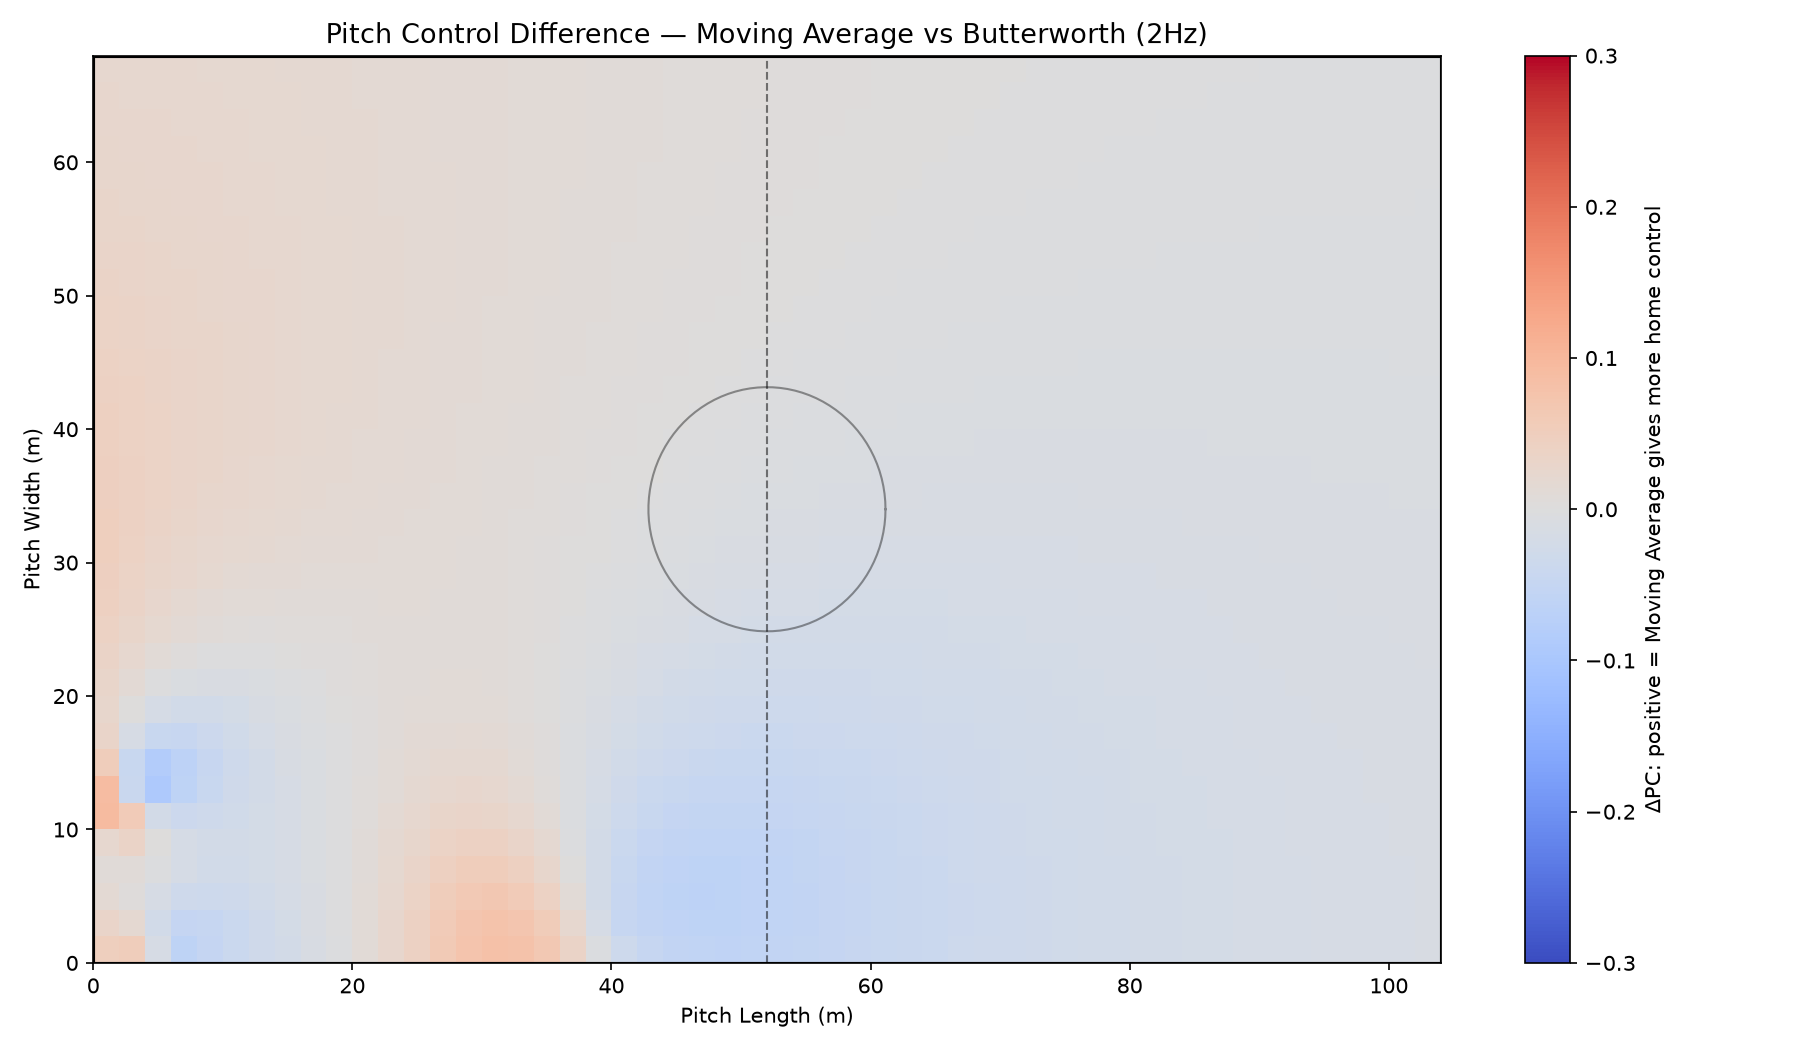 Pitch Control Difference — Moving Average vs Butterworth (2Hz)
60
50
40
30
20
10
0
Pitch Width (m)
0 20 40 60 80 100
Pitch Length (m)
0.3
0.2
0.1
0.0
−0.1
−0.2
−0.3
ΔPC: positive = Moving Average gives more home control